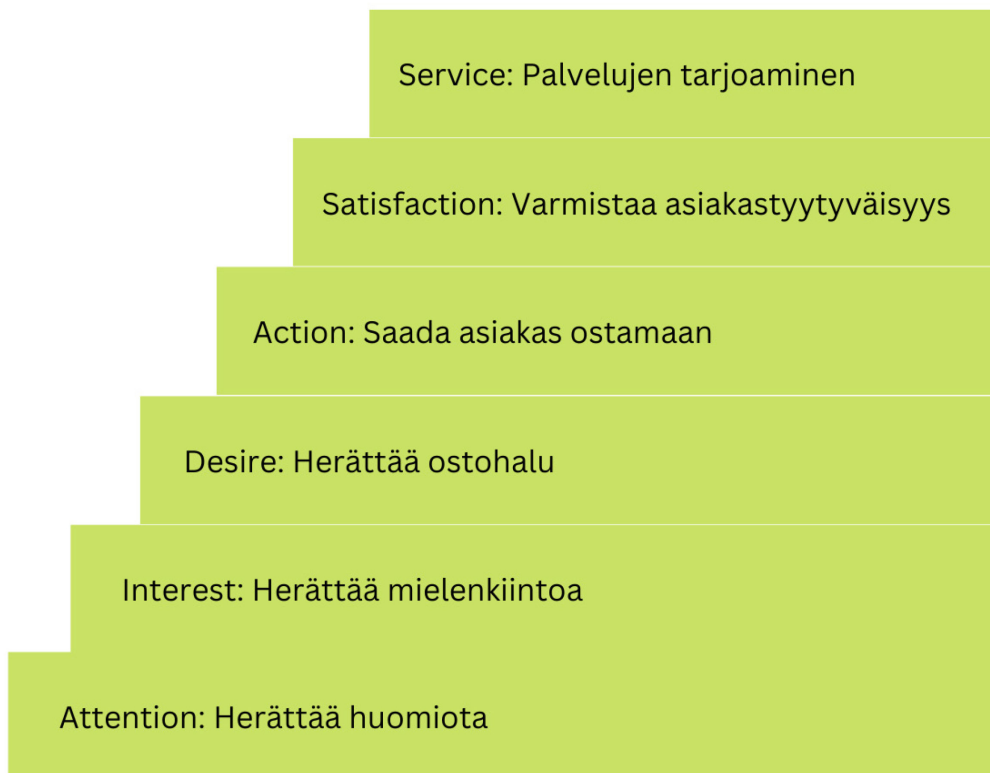 Service: Palvelujen tarjoaminen
Satisfaction: Varmistaa asiakastyytyväisyys
Action: Saada asiakas ostamaan
Desire: Herättää ostohalu
Interest: Herättää mielenkiintoa
Attention: Herättää huomiota